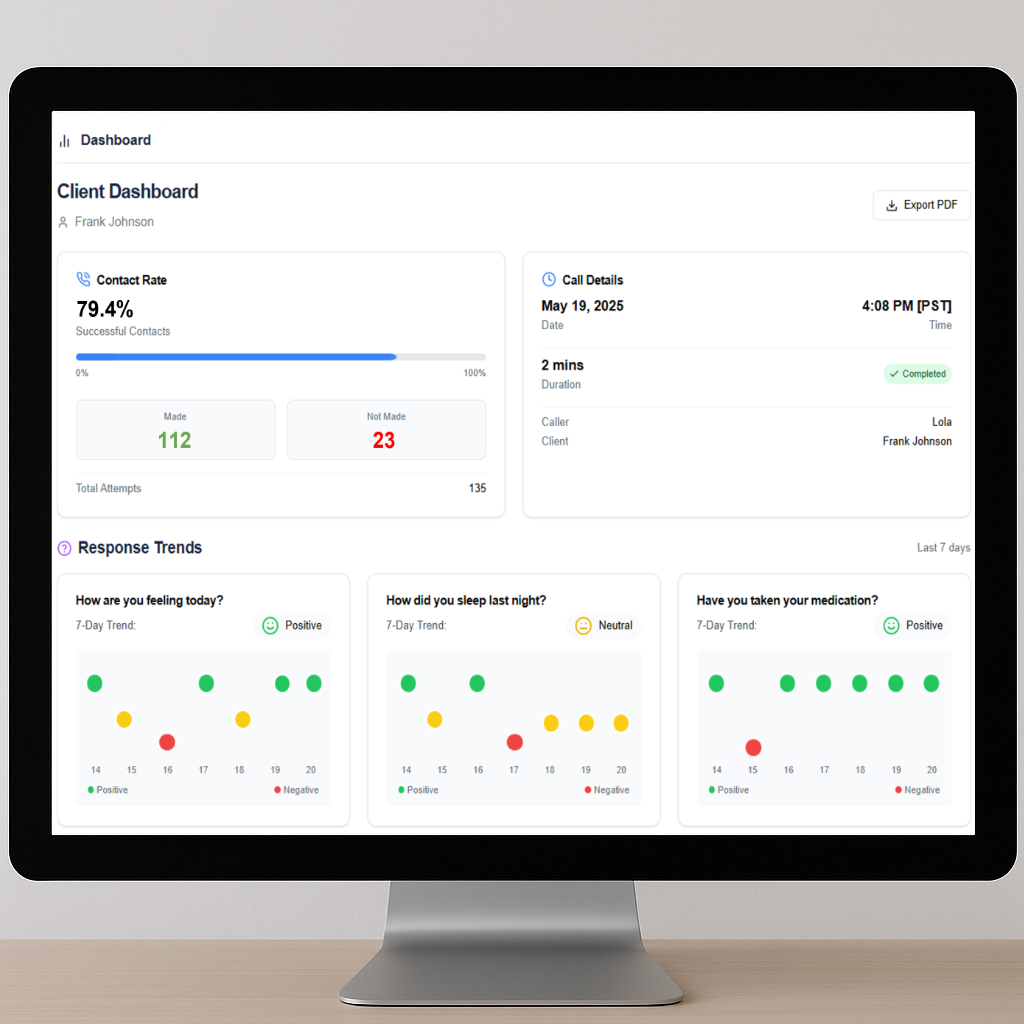 Dashboard
Client Dashboard
Frank Johnson
Export PDF
Contact Rate
79.4%
Successful Contacts
0% 100%
Made
112
Not Made
23
Total Attempts 135
Call Details
May 19, 2025 4:08 PM [PST]
Date Time
2 mins
Duration
Completed
Caller Lola
Client Frank Johnson
Response Trends
Last 7 days
How are you feeling today?
7-Day Trend: Positive
14 15 16 17 18 19 20
Positive Negative
How did you sleep last night?
7-Day Trend: Neutral
14 15 16 17 18 19 20
Positive Negative
Have you taken your medication?
7-Day Trend: Positive
14 15 16 17 18 19 20
Positive Negative